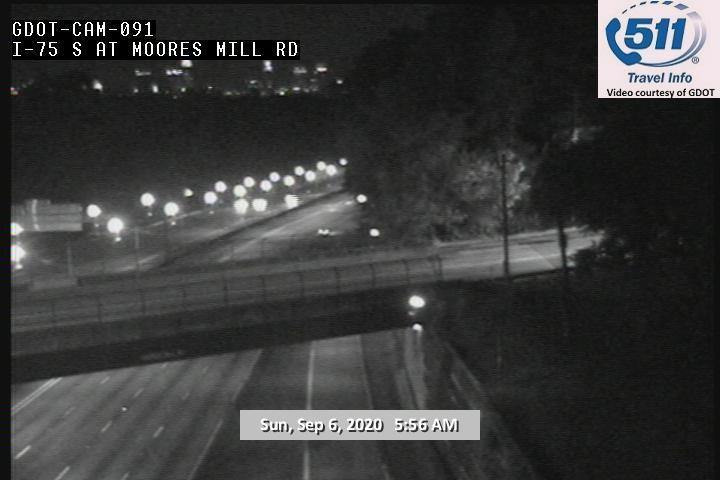 GDOT-CAM-091
I-75 S AT MOORES MILL RD
511
®
Travel Info
Video courtesy of GDOT
Sun, Sep 6, 2020 5:56 AM